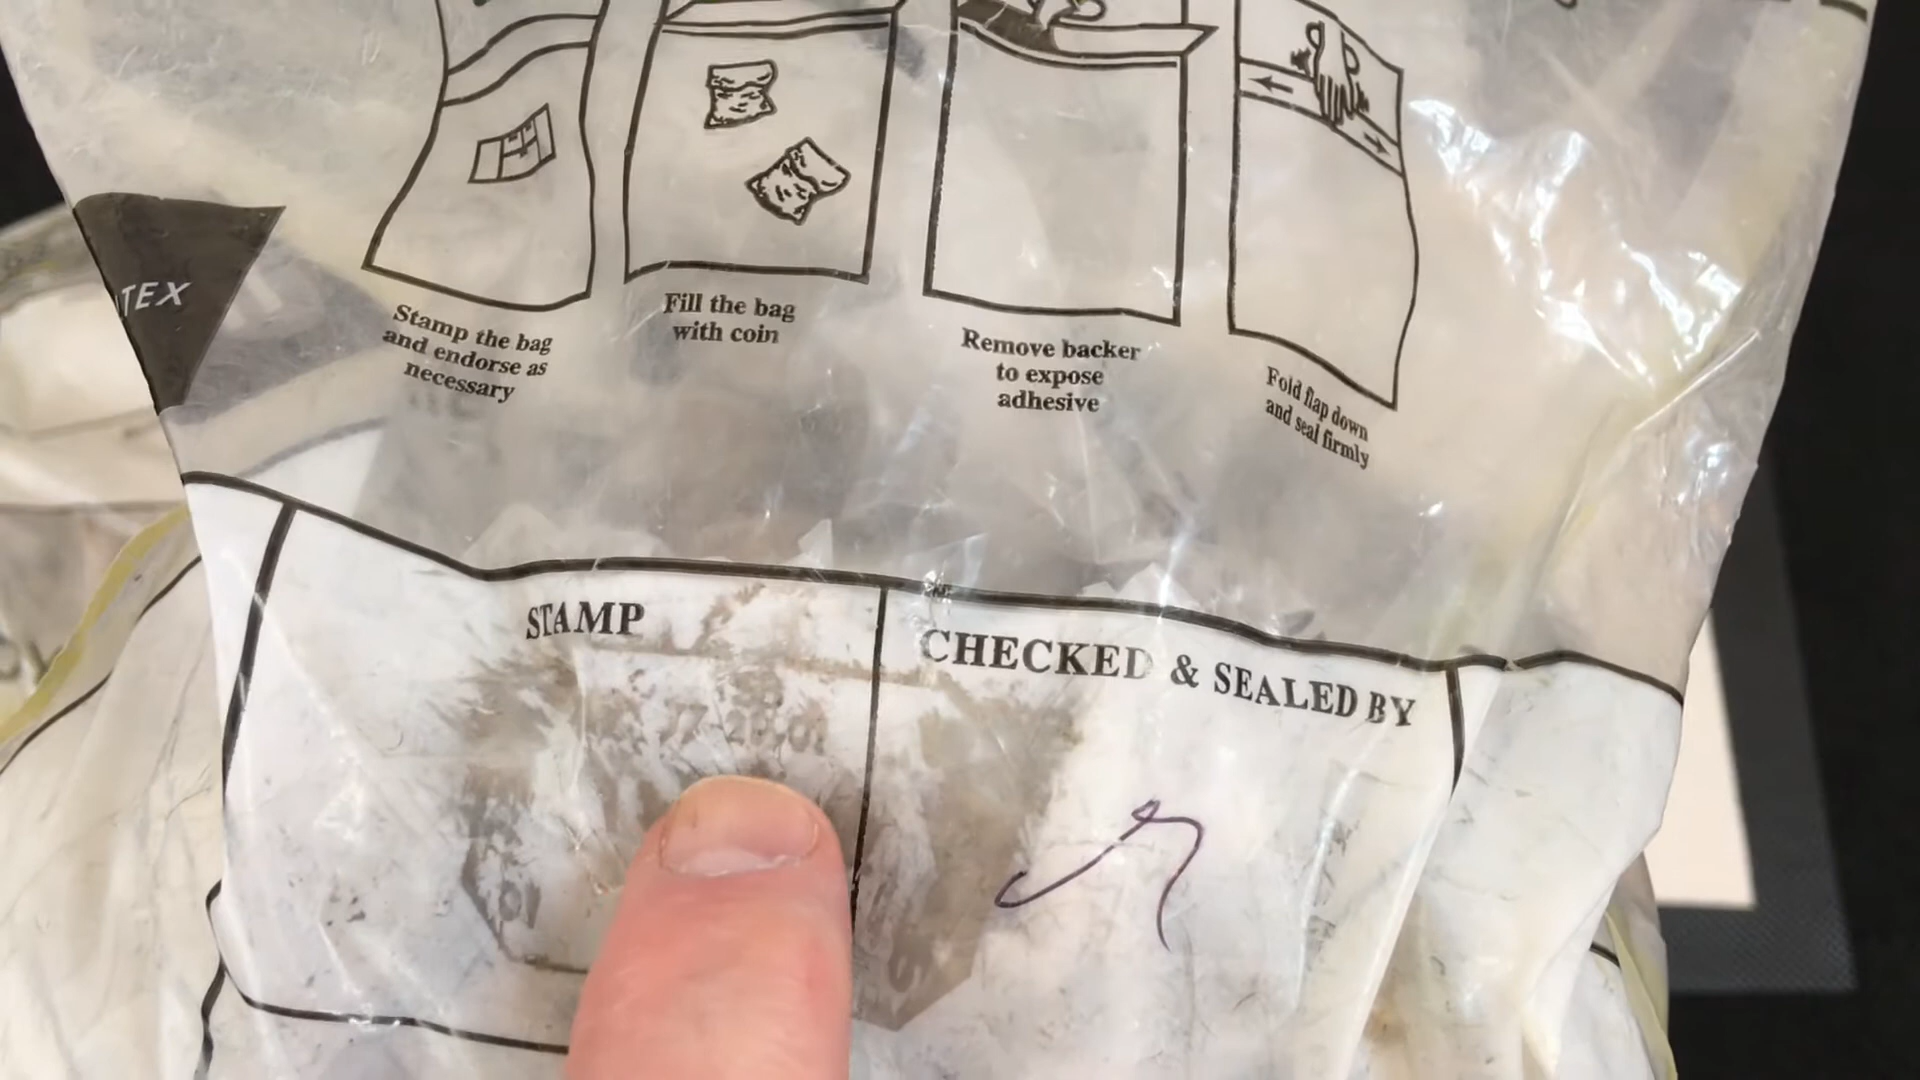 TEX
Stamp the bag
and endorse as
necessary
Fill the bag
with coin
Remove backer
to expose
adhesive
Fold flap down
and seal firmly
STAMP
CHECKED & SEALED BY